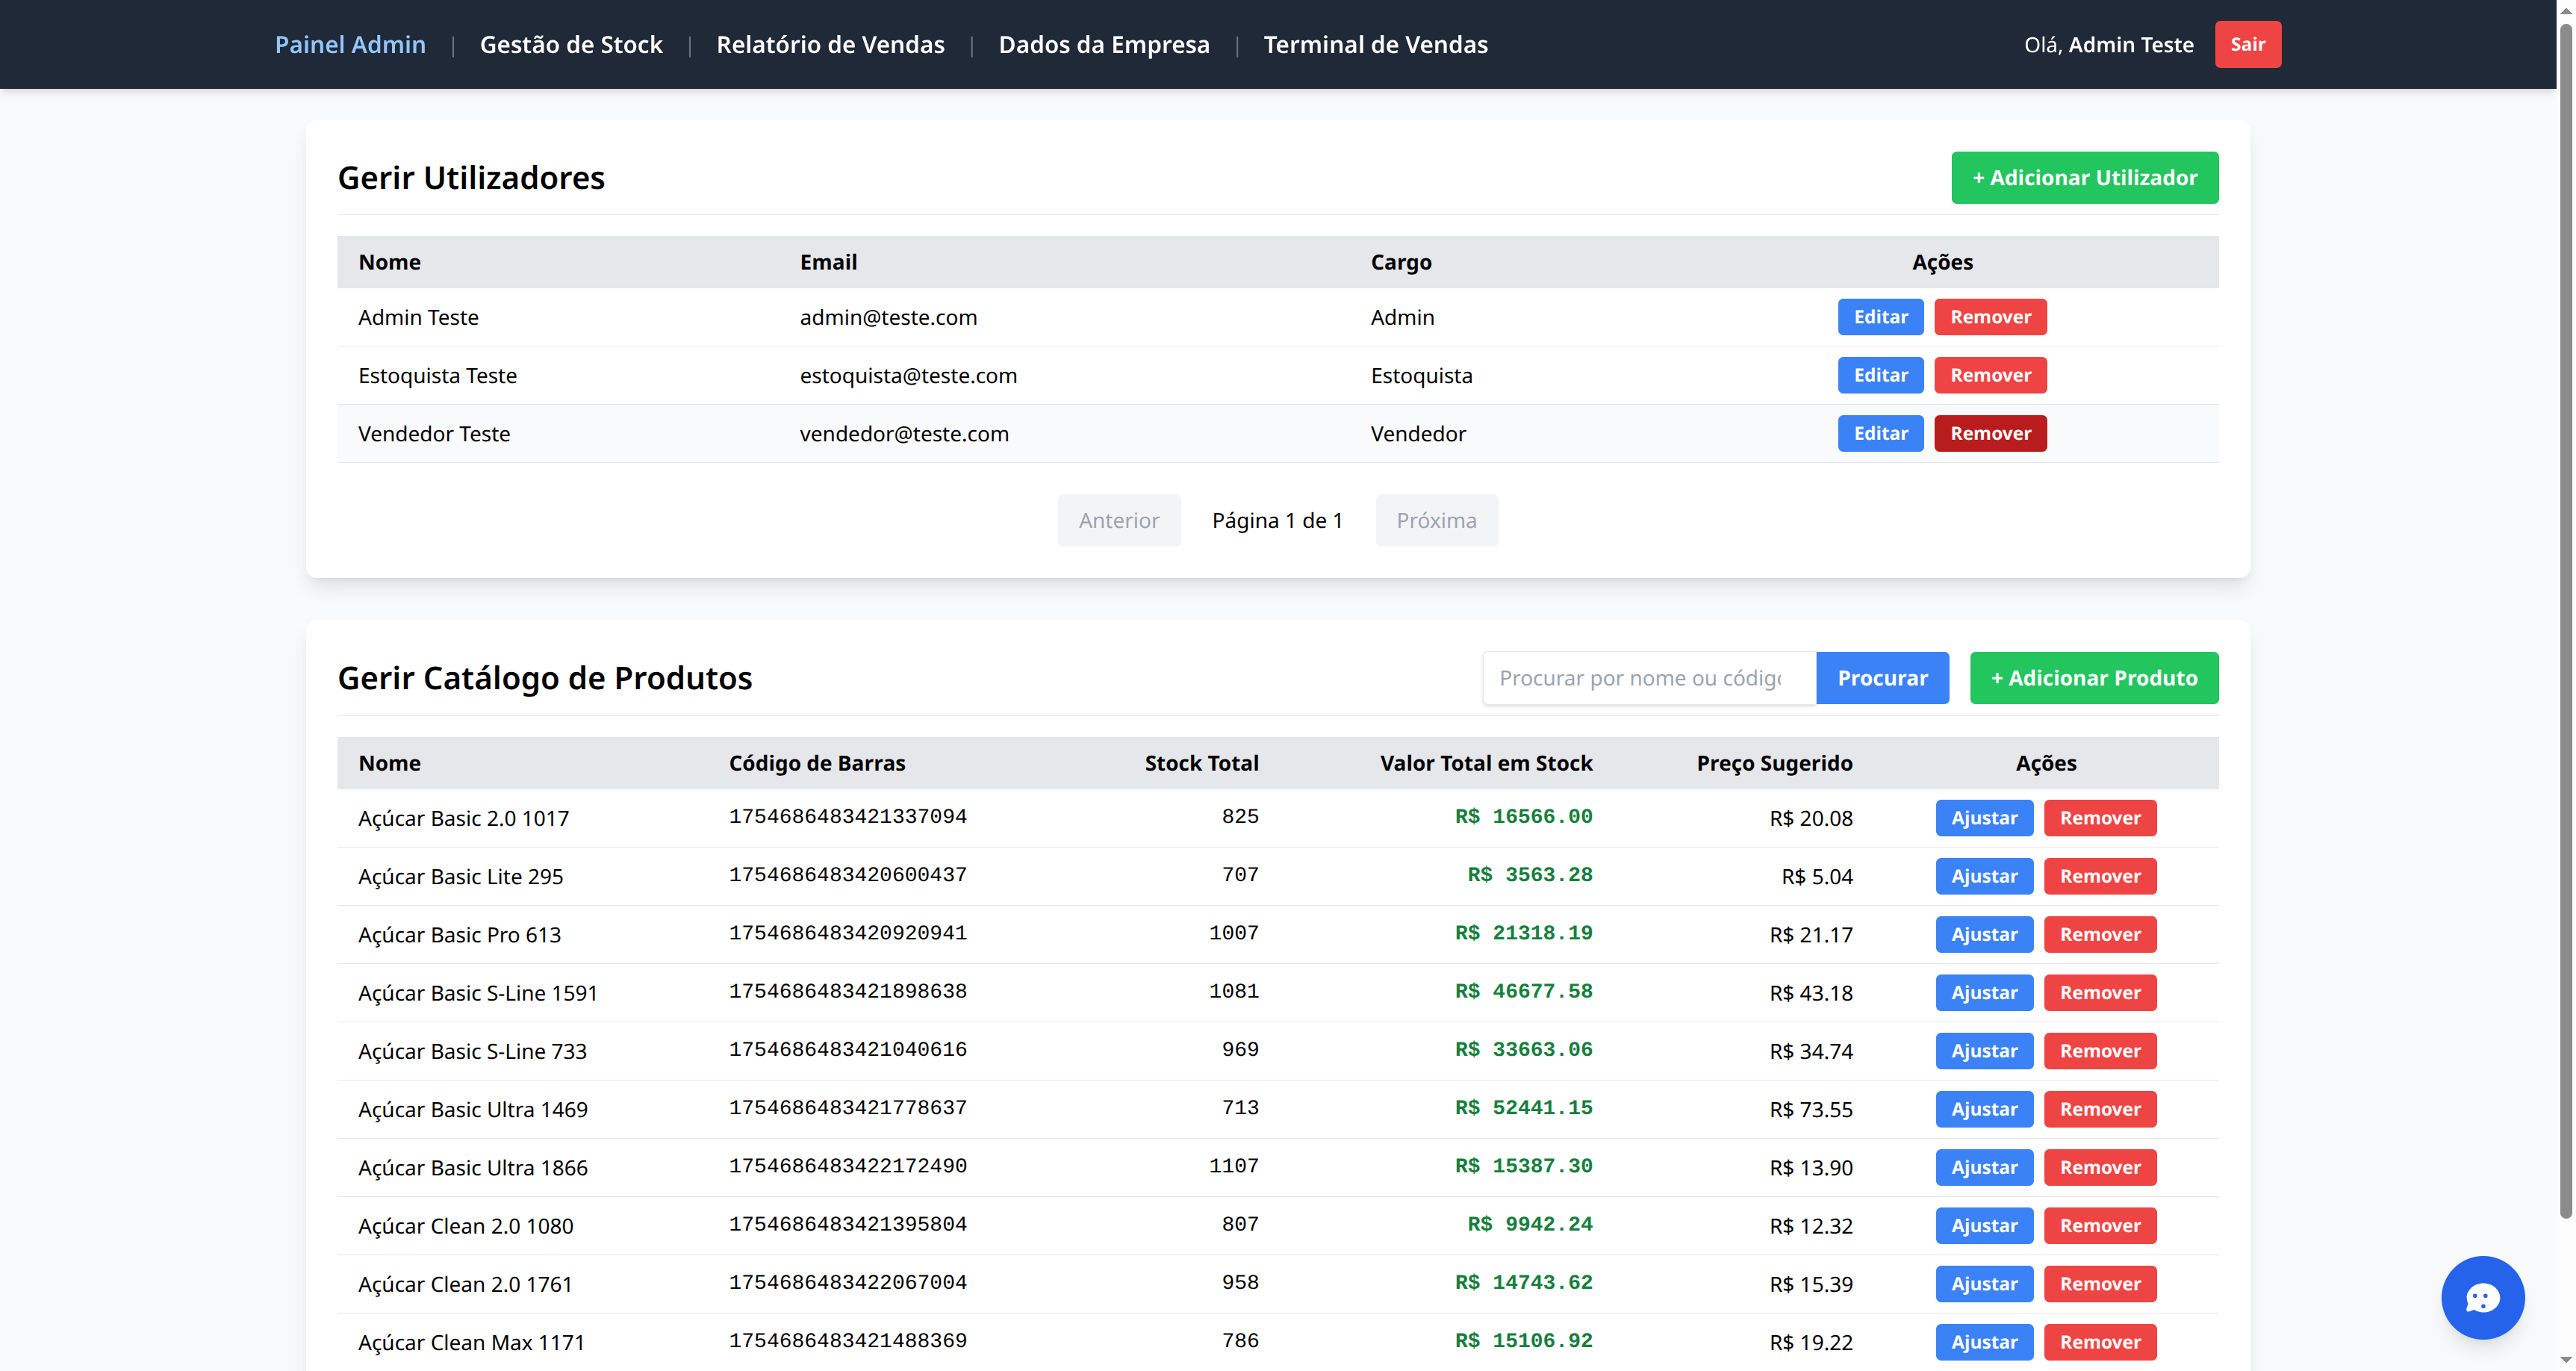 Painel Admin | Gestão de Stock | Relatório de Vendas | Dados da Empresa | Terminal de Vendas Olá, Admin Teste Sair
Gerir Utilizadores + Adicionar Utilizador
Nome Email Cargo Ações
Admin Teste admin@teste.com Admin Editar Remover
Estoquista Teste estoquista@teste.com Estoquista Editar Remover
Vendedor Teste vendedor@teste.com Vendedor Editar Remover
Anterior Página 1 de 1 Próxima
Gerir Catálogo de Produtos Procurar por nome ou código Procurar + Adicionar Produto
Nome Código de Barras Stock Total Valor Total em Stock Preço Sugerido Ações
Açúcar Basic 2.0 1017 1754686483421337094 825 R$ 16566.00 R$ 20.08 Ajustar Remover
Açúcar Basic Lite 295 1754686483420600437 707 R$ 3563.28 R$ 5.04 Ajustar Remover
Açúcar Basic Pro 613 1754686483420920941 1007 R$ 21318.19 R$ 21.17 Ajustar Remover
Açúcar Basic S-Line 1591 1754686483421898638 1081 R$ 46677.58 R$ 43.18 Ajustar Remover
Açúcar Basic S-Line 733 1754686483421040616 969 R$ 33663.06 R$ 34.74 Ajustar Remover
Açúcar Basic Ultra 1469 1754686483421778637 713 R$ 52441.15 R$ 73.55 Ajustar Remover
Açúcar Basic Ultra 1866 1754686483422172490 1107 R$ 15387.30 R$ 13.90 Ajustar Remover
Açúcar Clean 2.0 1080 1754686483421395804 807 R$ 9942.24 R$ 12.32 Ajustar Remover
Açúcar Clean 2.0 1761 1754686483422067004 958 R$ 14743.62 R$ 15.39 Ajustar Remover
Açúcar Clean Max 1171 1754686483421488369 786 R$ 15106.92 R$ 19.22 Ajustar Remover